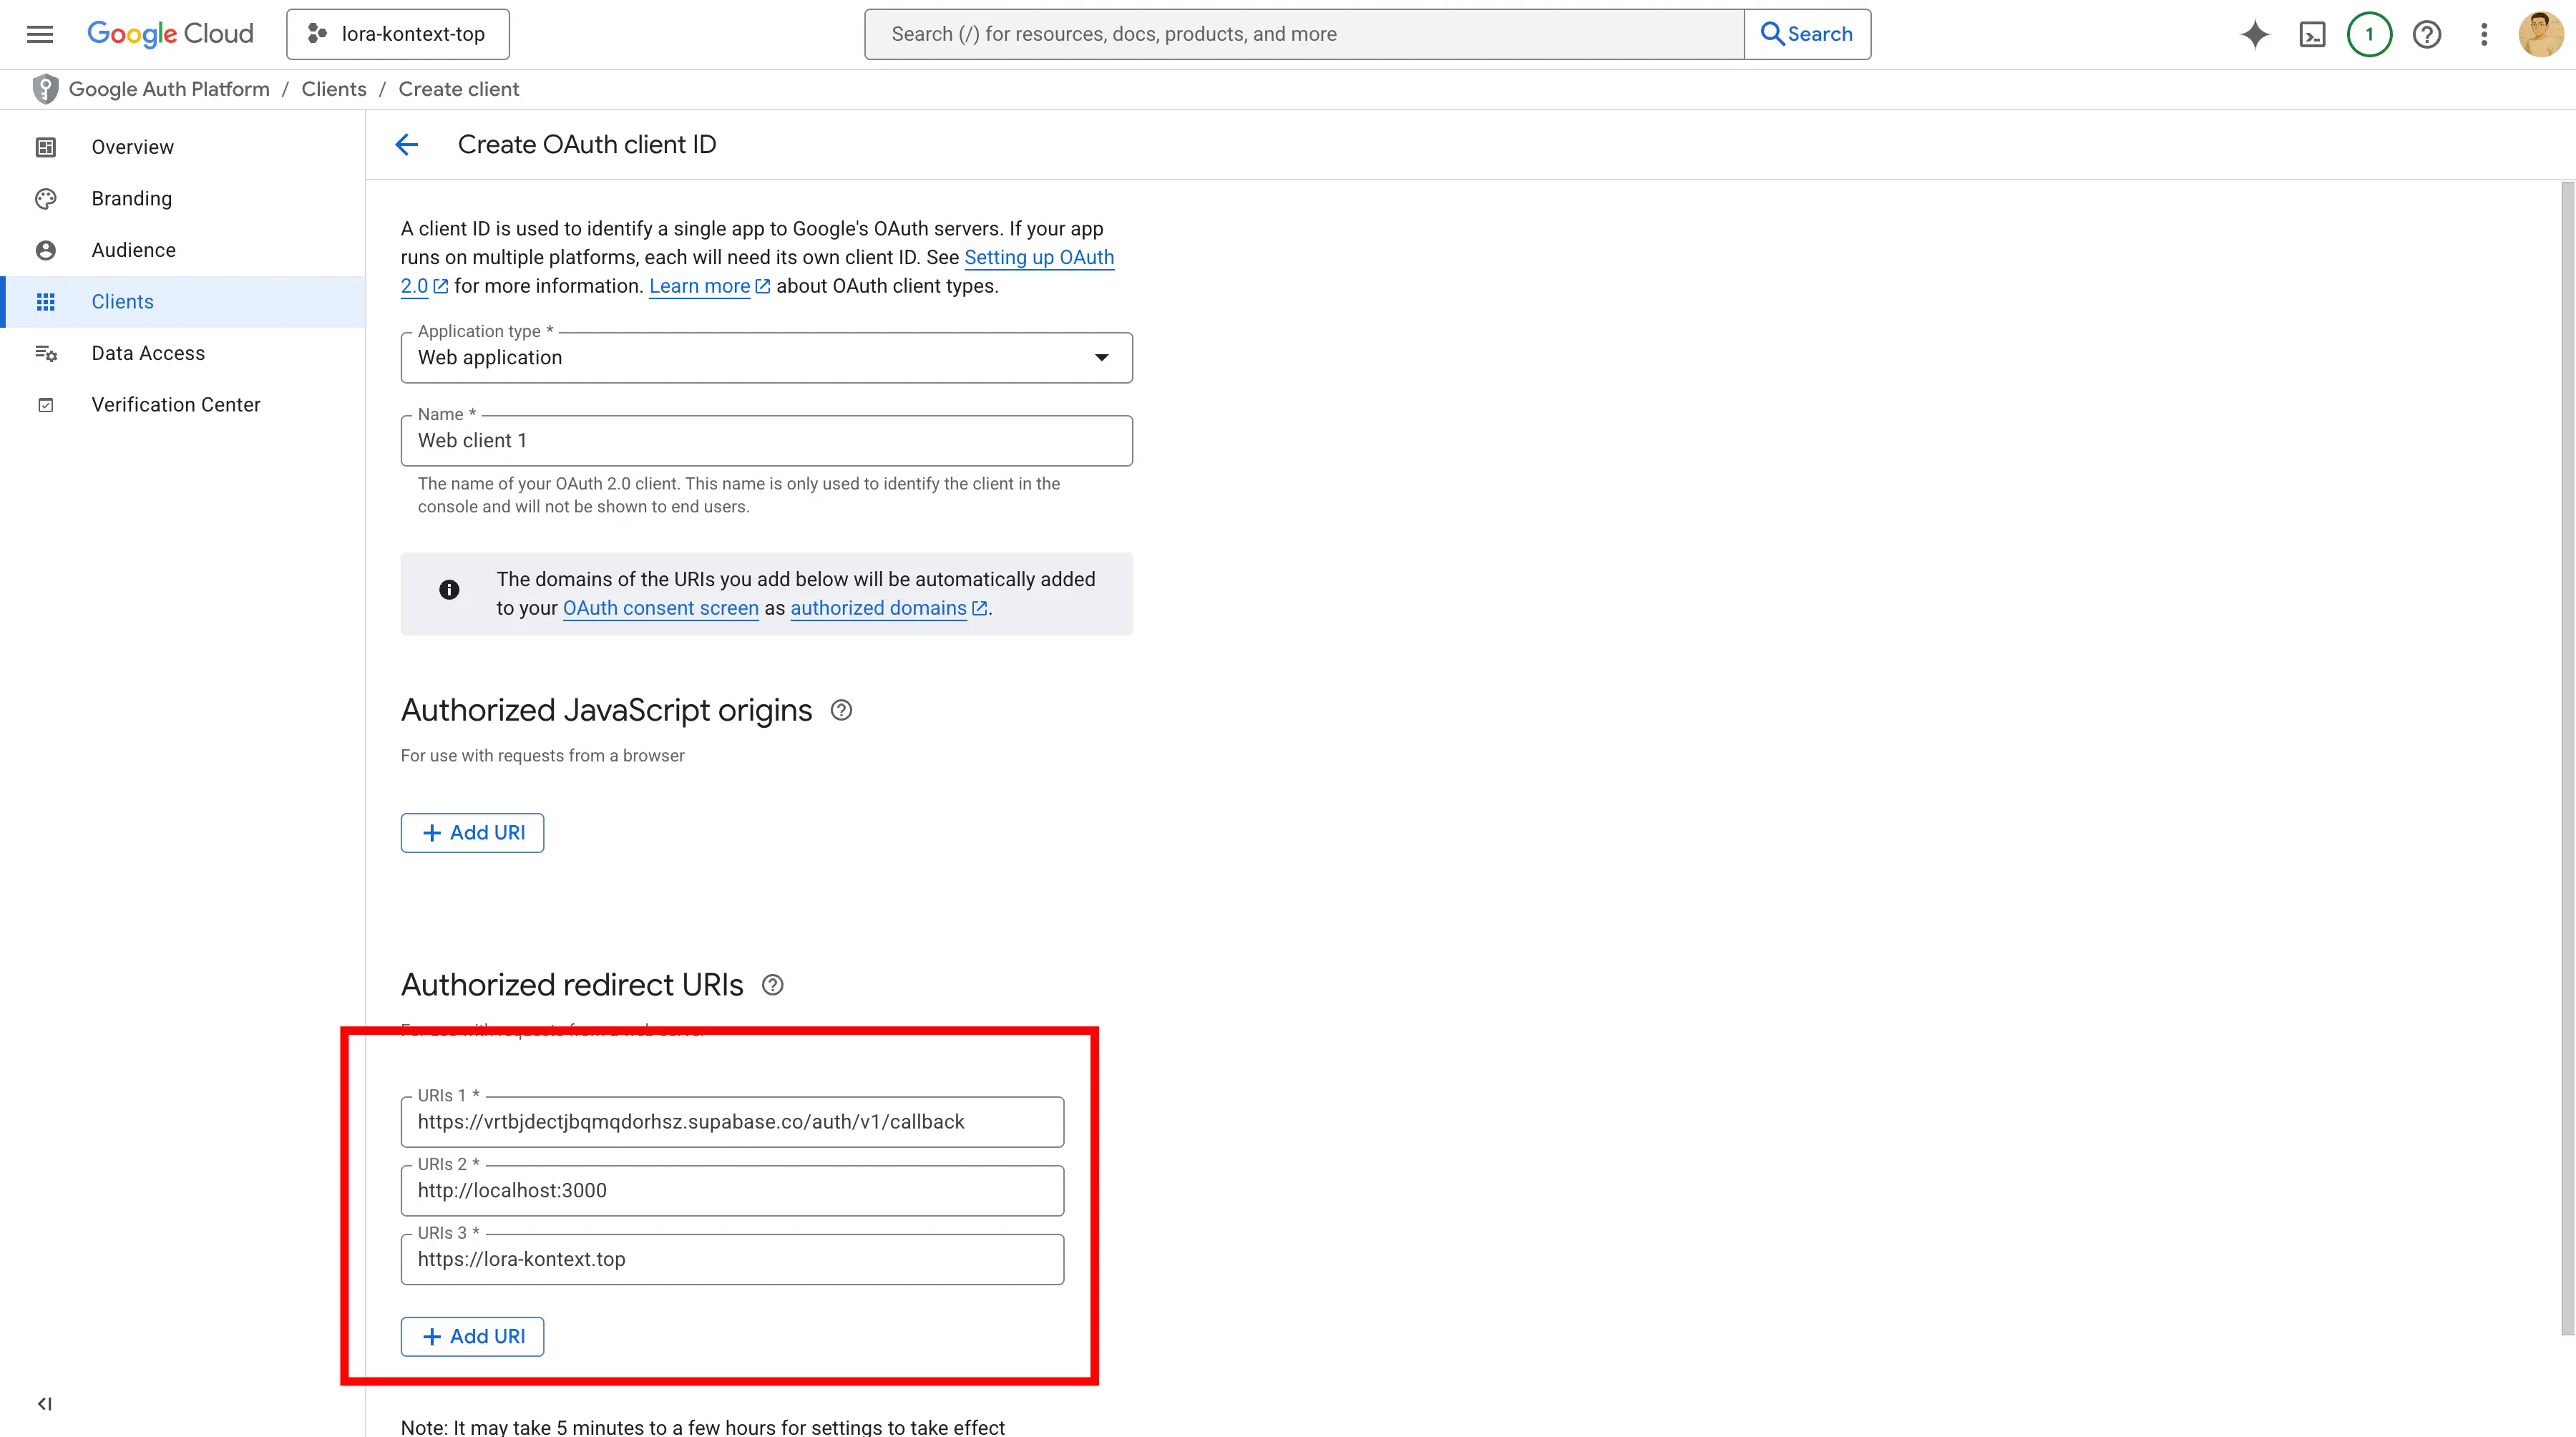 Google Cloud
lora-kontext-top
Search (/) for resources, docs, products, and more
Search
1
Google Auth Platform / Clients / Create client
Overview
Branding
Audience
Clients
Data Access
Verification Center
Create OAuth client ID
A client ID is used to identify a single app to Google's OAuth servers. If your app
runs on multiple platforms, each will need its own client ID. See Setting up OAuth
2.0 for more information. Learn more about OAuth client types.
Application type *
Web application
Name *
Web client 1
The name of your OAuth 2.0 client. This name is only used to identify the client in the
console and will not be shown to end users.
The domains of the URIs you add below will be automatically added
to your OAuth consent screen as authorized domains.
Authorized JavaScript origins
For use with requests from a browser
+ Add URI
Authorized redirect URIs
For use with requests from a web server
URIs 1 *
https://vrtbjdectjbqmqdorhsz.supabase.co/auth/v1/callback
URIs 2 *
http://localhost:3000
URIs 3 *
https://lora-kontext.top
+ Add URI
Note: It may take 5 minutes to a few hours for settings to take effect